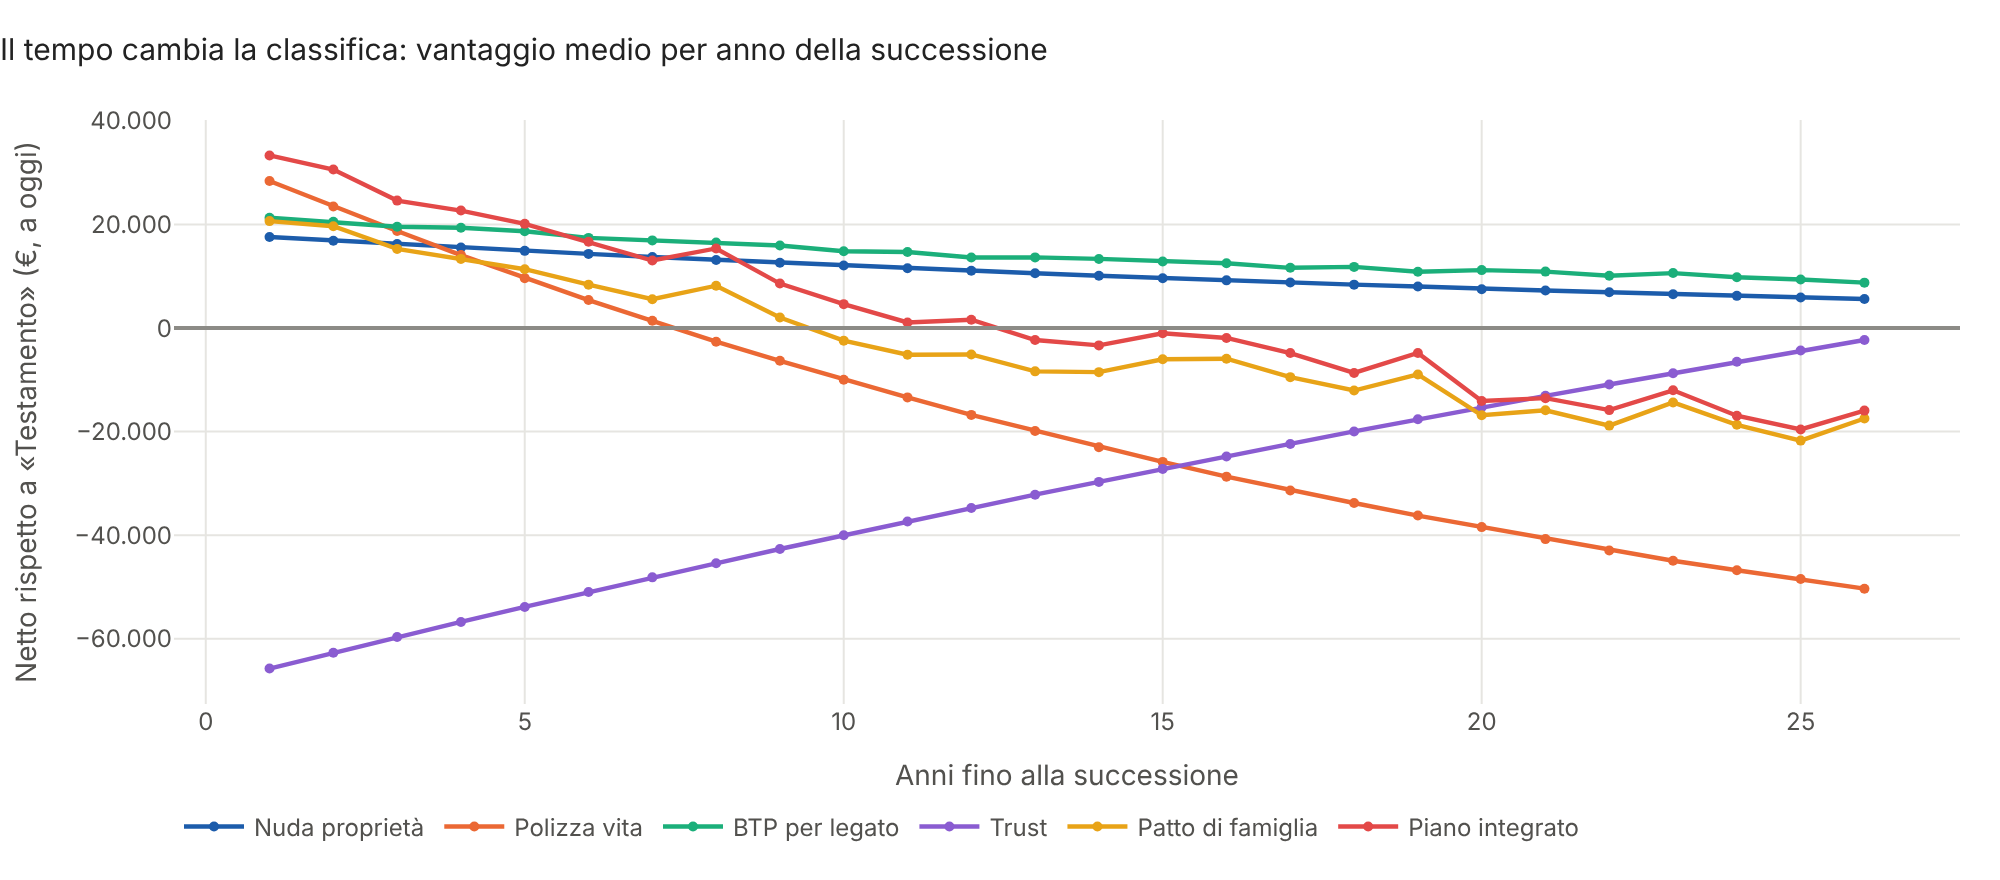 Il tempo cambia la classifica: vantaggio medio per anno della successione
Netto rispetto a «Testamento» (€, a oggi)
40.000
20.000
0
−20.000
−40.000
−60.000
0 5 10 15 20 25
Anni fino alla successione
Nuda proprietà Polizza vita BTP per legato Trust Patto di famiglia Piano integrato